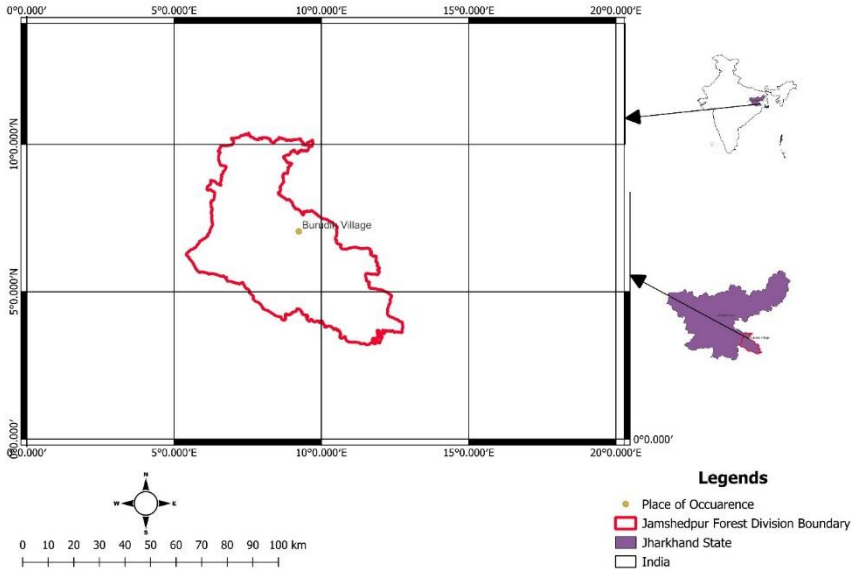 0°0.000′ 5°0.000′E 10°0.000′E 15°0.000′E 20°0.000′E
10°0.000′N
Burudih Village
5°0.000′N
0°0.000′
0°0.000′
0°0.000′ 5°0.000′E 10°0.000′E 15°0.000′E 20°0.000′E
N
W E
S
0 10 20 30 40 50 60 70 80 90 100 km
Legends
Place of Occuarence
Jamshedpur Forest Division Boundary
Jharkhand State
India